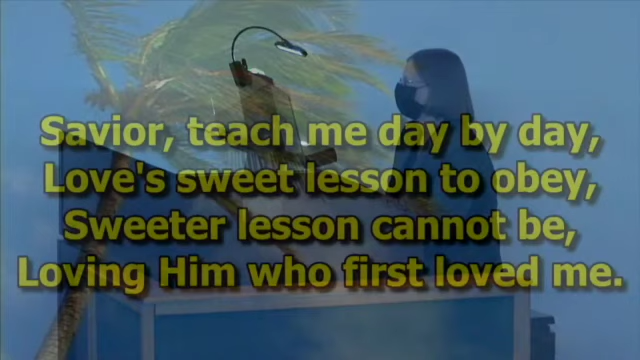 Savior, teach me day by day,
Love's sweet lesson to obey,
Sweeter lesson cannot be,
Loving Him who first loved me.